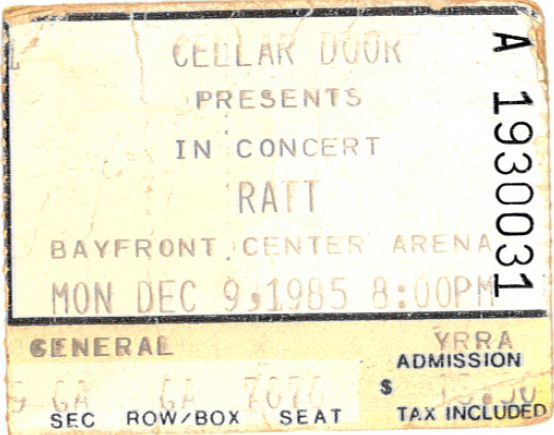 CELLAR DOOR
PRESENTS
IN CONCERT
RATT
BAYFRONT CENTER ARENA
MON DEC 9,1985 8:00PM
A 1930031
GENERAL YRRA
ADMISSION
9 GA GA $
SEC ROW/BOX SEAT TAX INCLUDED